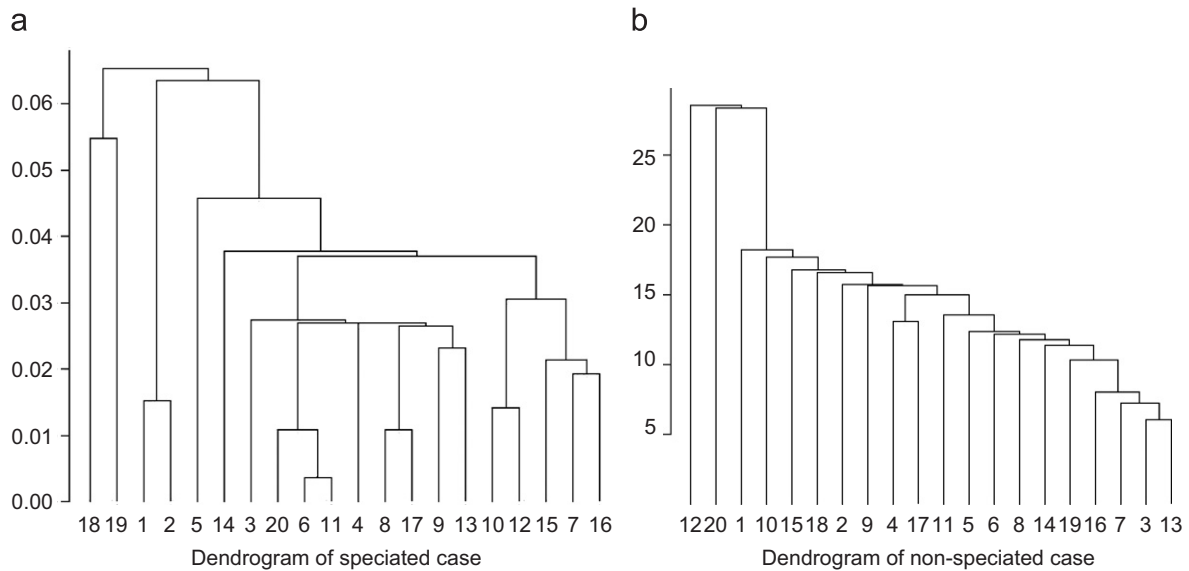 a
b
0.06
0.05
0.04
0.03
0.02
0.01
0.00
18 19 1 2 5 14 3 20 6 11 4 8 17 9 13 10 12 15 7 16
Dendrogram of speciated case
25
20
15
10
5
12 20 1 10 15 18 2 9 4 17 11 5 6 8 14 19 16 7 3 13
Dendrogram of non-speciated case